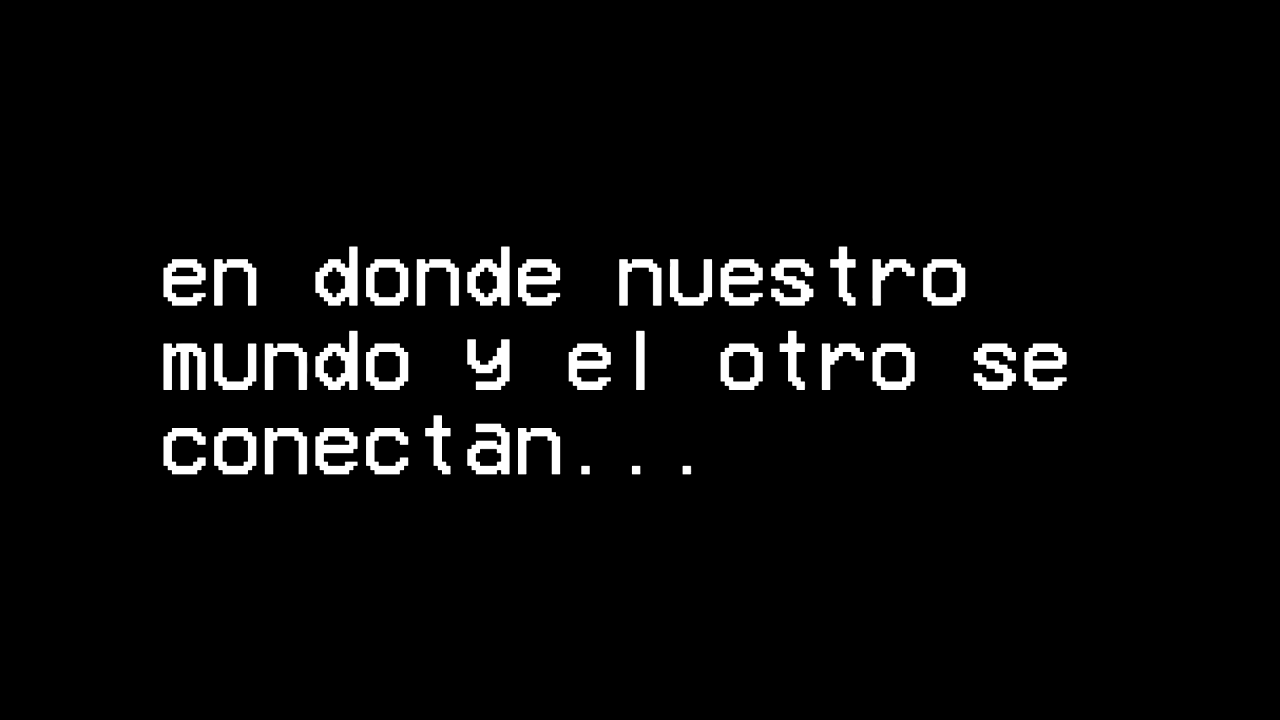 en donde nuestro
mundo y el otro se
conectan...